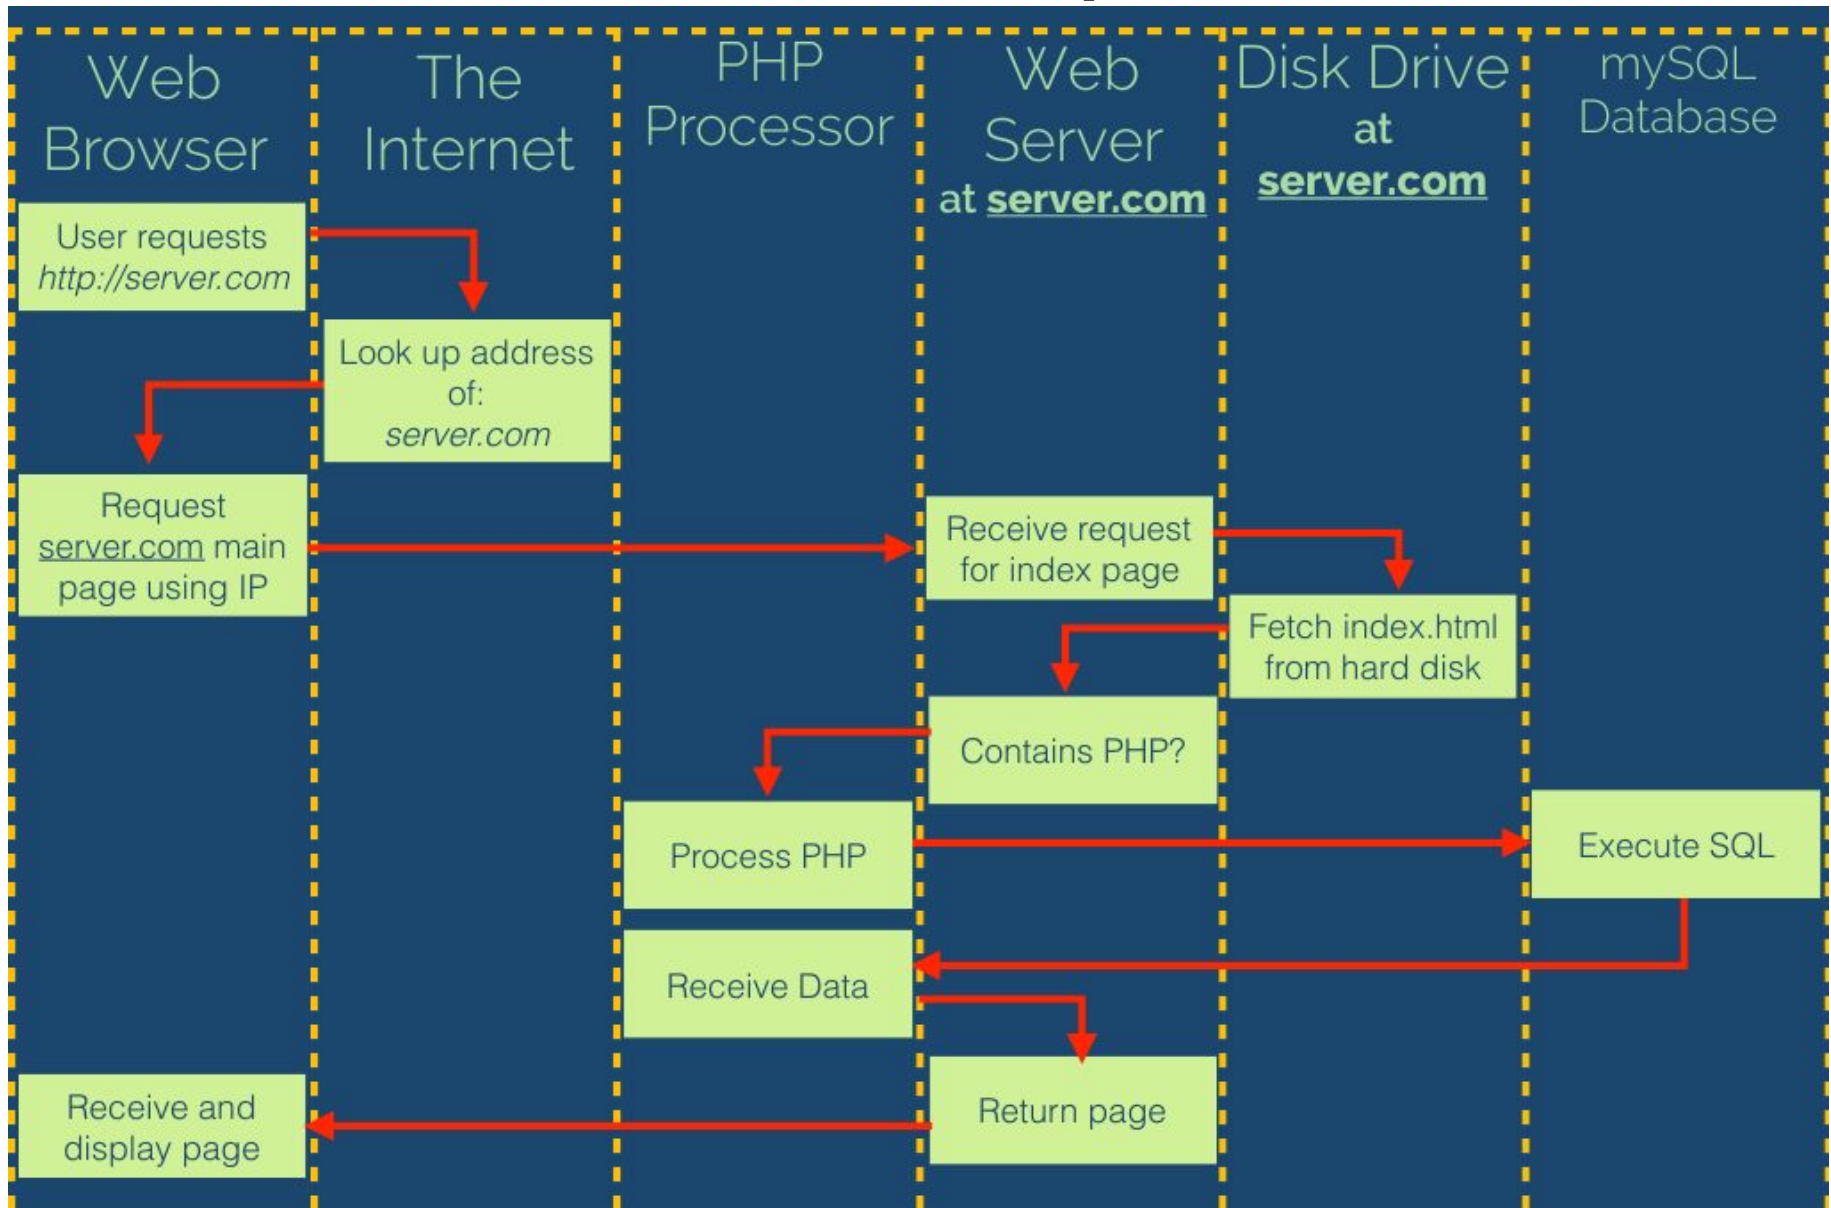 Web
Browser
The
Internet
PHP
Processor
Web
Server
at server.com
Disk Drive
at
server.com
mySQL
Database
User requests
http://server.com
Look up address
of:
server.com
Request
server.com main
page using IP
Receive request
for index page
Fetch index.html
from hard disk
Contains PHP?
Process PHP
Execute SQL
Receive Data
Return page
Receive and
display page